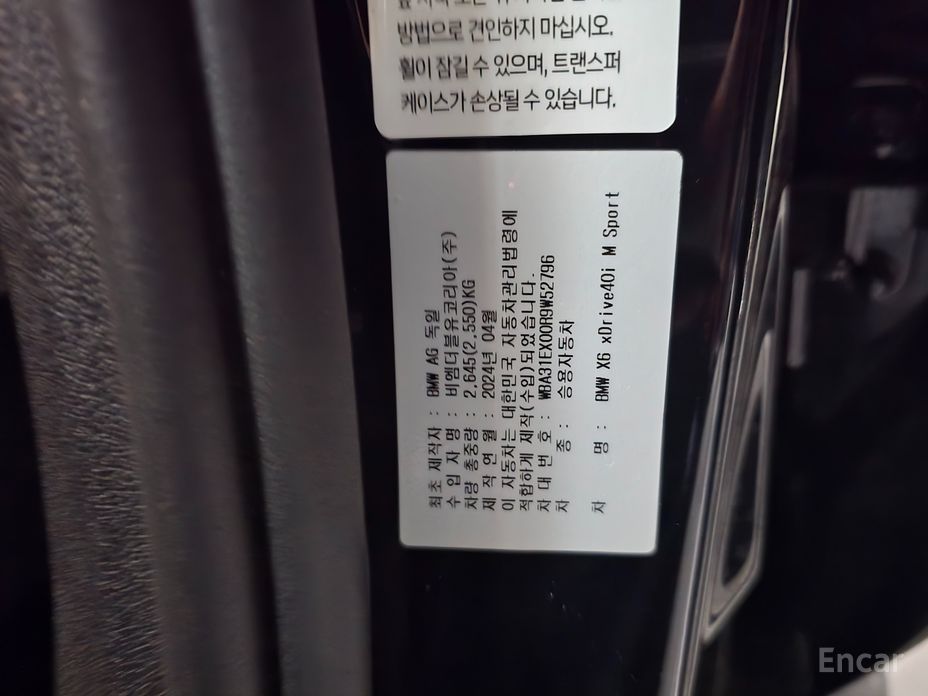 방법으로 견인하지 마십시오.
휠이 잠길 수 있으며, 트랜스퍼
케이스가 손상될 수 있습니다.
최초 제작자 : BMW AG 독일
수 입 자 명 : 비엠더블유코리아(주)
차량 총중량 : 2,645(2,550)KG
제 작 연 월 : 2024년 04월
이 자동차는 대한민국 자동차관리법령에
적합하게 제작(수입)되었습니다.
차 대 번 호 : WBA31EX00R9W52796
차 종 : 승용자동차
차 명 : BMW X6 xDrive40i M Sport
Encar